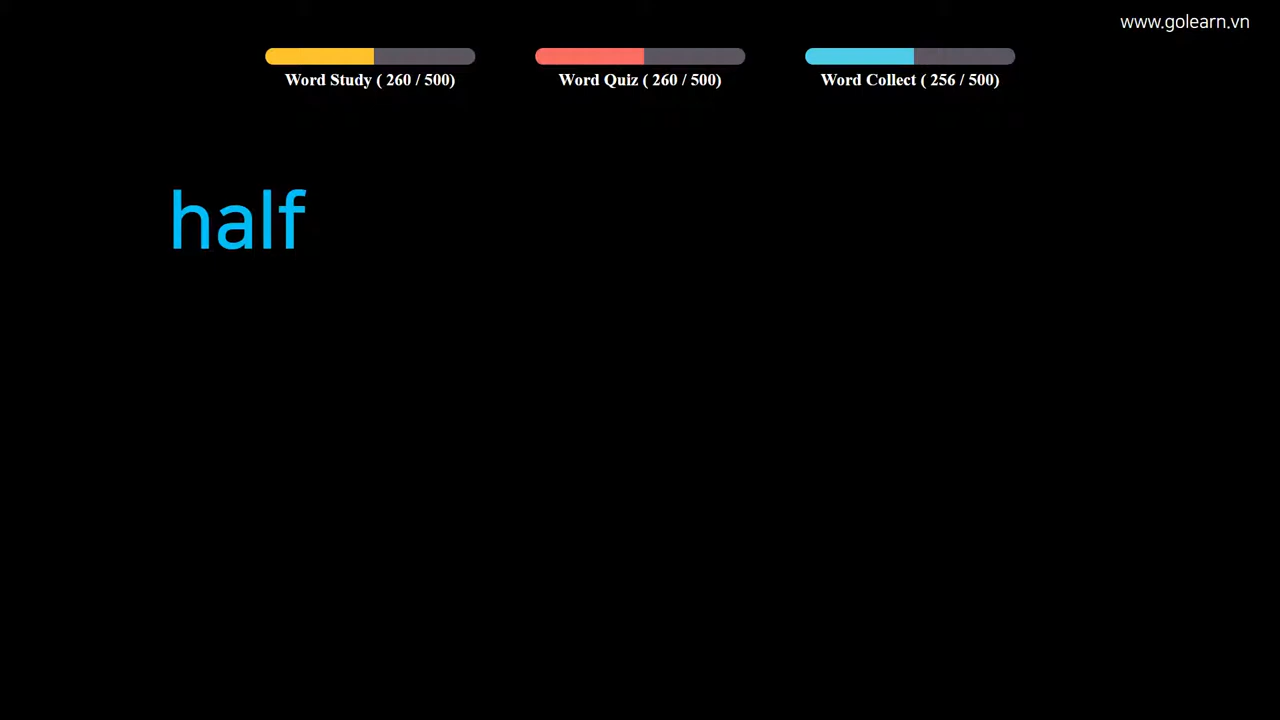 www.golearn.vn
Word Study ( 260 / 500)
Word Quiz ( 260 / 500)
Word Collect ( 256 / 500)
half